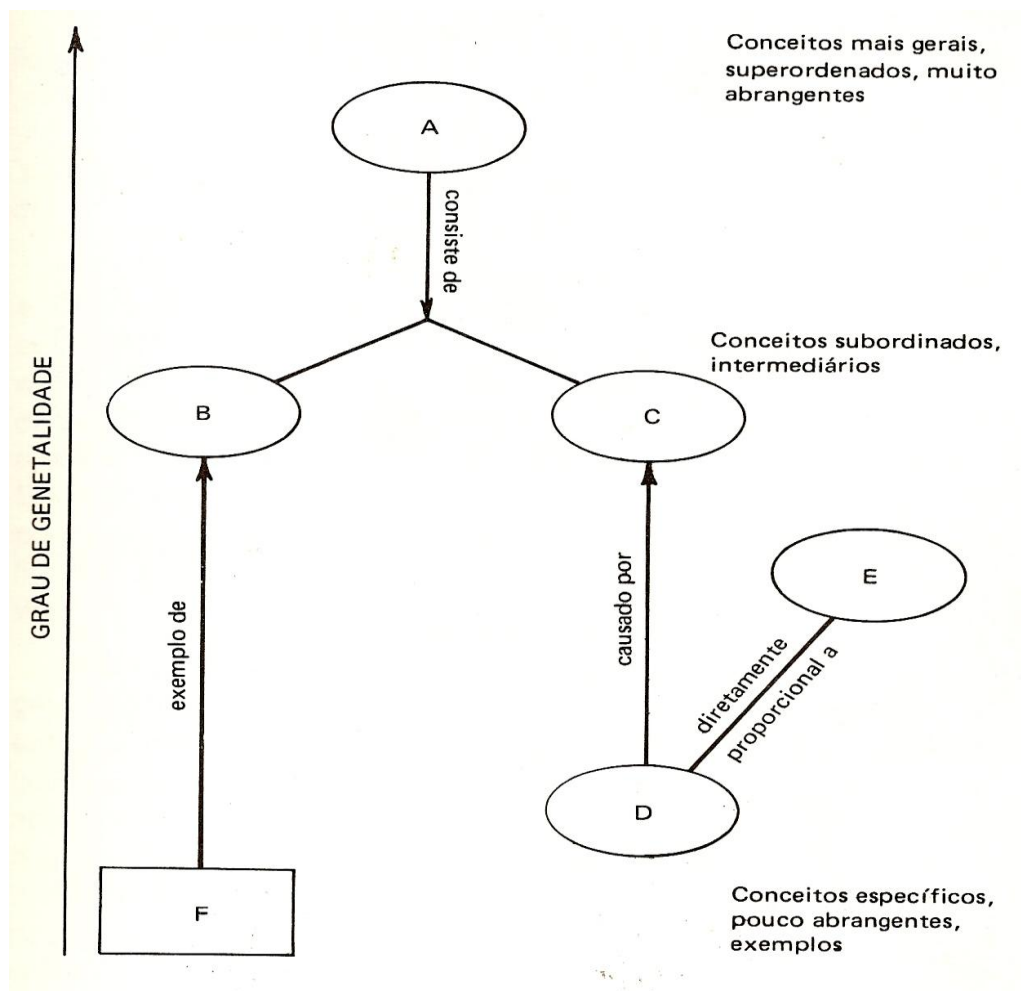 Conceitos mais gerais,
superordenados, muito
abrangentes
A
consiste de
Conceitos subordinados,
intermediários
B
C
GRAU DE GENETALIDADE
exemplo de
causado por
E
diretamente
proporcional a
D
F
Conceitos específicos,
pouco abrangentes,
exemplos